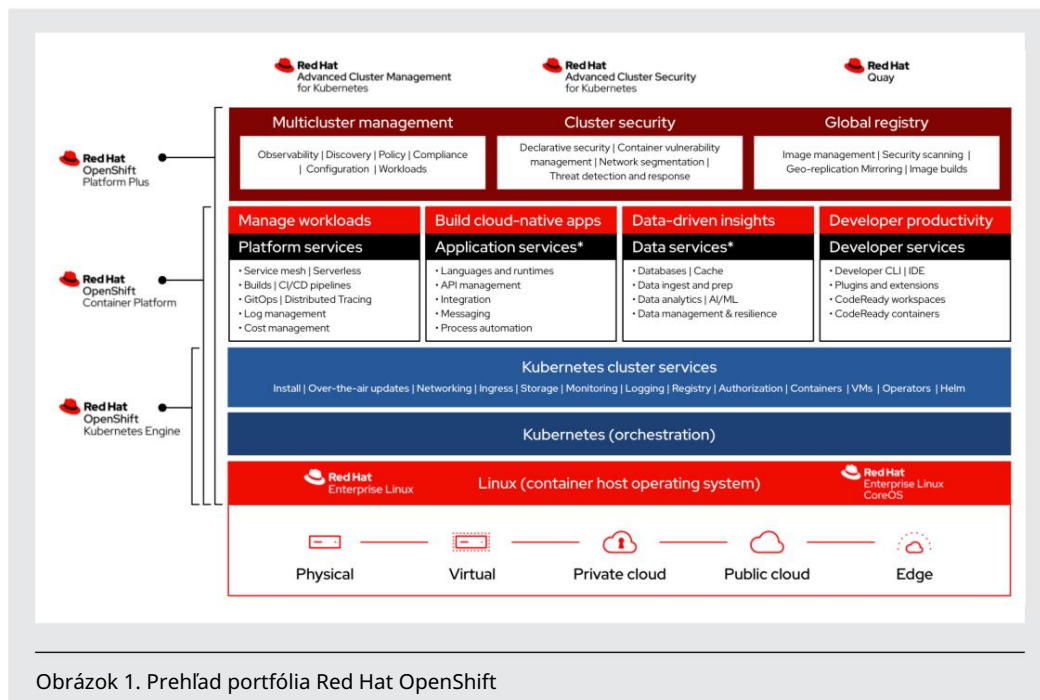 Red Hat
Advanced Cluster Management
for Kubernetes
Red Hat
Advanced Cluster Security
for Kubernetes
Red Hat
Quay
Red Hat
OpenShift
Platform Plus
Multicluster management
Observability | Discovery | Policy | Compliance
| Configuration | Workloads
Cluster security
Declarative security | Container vulnerability
management | Network segmentation |
Threat detection and response
Global registry
Image management | Security scanning |
Geo-replication Mirroring | Image builds
Red Hat
OpenShift
Container Platform
Manage workloads
Platform services
• Service mesh | Serverless
• Builds | CI/CD pipelines
• GitOps | Distributed Tracing
• Log management
• Cost management
Build cloud-native apps
Application services*
• Languages and runtimes
• API management
• Integration
• Messaging
• Process automation
Data-driven insights
Data services*
• Databases | Cache
• Data ingest and prep
• Data analytics | AI/ML
• Data management & resilience
Developer productivity
Developer services
• Developer CLI | IDE
• Plugins and extensions
• CodeReady workspaces
• CodeReady containers
Red Hat
OpenShift
Kubernetes Engine
Kubernetes cluster services
Install | Over-the-air updates | Networking | Ingress | Storage | Monitoring | Logging | Registry | Authorization | Containers | VMs | Operators | Helm
Kubernetes (orchestration)
Red Hat
Enterprise Linux
Linux (container host operating system)
Red Hat
Enterprise Linux
CoreOS
Physical
Virtual
Private cloud
Public cloud
Edge
Obrázok 1. Prehľad portfólia Red Hat OpenShift